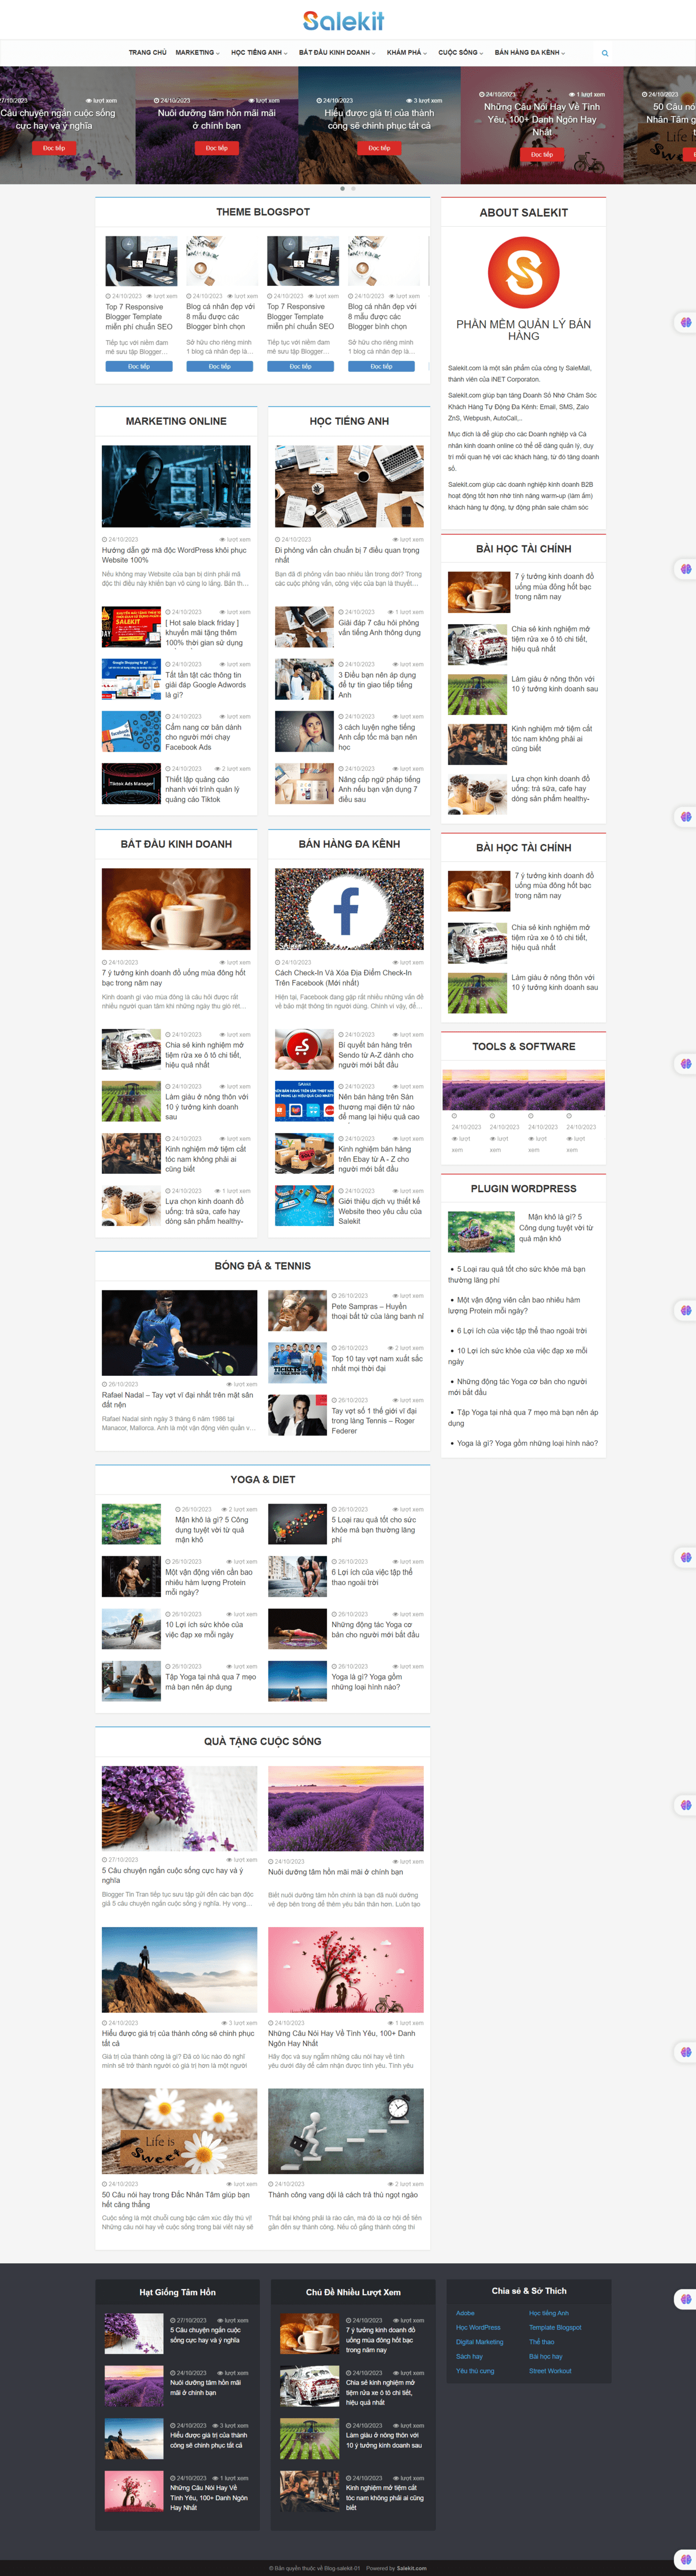 Salekit
TRANG CHỦ MARKETING HỌC TIẾNG ANH BẮT ĐẦU KINH DOANH KHÁM PHÁ CUỘC SỐNG BÁN HÀNG ĐA KÊNH
27/10/2023 lượt xem
Câu chuyện ngắn cuộc sống
cực hay và ý nghĩa
Đọc tiếp
24/10/2023 lượt xem
Nuôi dưỡng tâm hồn mãi mãi
ở chính bạn
Đọc tiếp
24/10/2023 3 lượt xem
Hiểu được giá trị của thành
công sẽ chinh phục tất cả
Đọc tiếp
24/10/2023 1 lượt xem
Những Câu Nói Hay Về Tình
Yêu, 100+ Danh Ngôn Hay
Nhất
Đọc tiếp
24/10/2023
50 Câu nó
Nhân Tâm g
THEME BLOGSPOT
24/10/2023 lượt xem
Top 7 Responsive
Blogger Template
miễn phí chuẩn SEO
Tiếp tục với niềm đam
mê sưu tập Blogger...
Đọc tiếp
24/10/2023 lượt xem
Blog cá nhân đẹp với
8 mẫu được các
Blogger bình chọn
Sở hữu cho riêng mình
1 blog cá nhân đẹp là...
Đọc tiếp
24/10/2023 lượt xem
Top 7 Responsive
Blogger Template
miễn phí chuẩn SEO
Tiếp tục với niềm đam
mê sưu tập Blogger...
Đọc tiếp
24/10/2023 lượt xem
Blog cá nhân đẹp với
8 mẫu được các
Blogger bình chọn
Sở hữu cho riêng mình
1 blog cá nhân đẹp là...
Đọc tiếp
MARKETING ONLINE
24/10/2023 lượt xem
Hướng dẫn gỡ mã độc WordPress khôi phục
Website 100%
Nếu không may Website của bạn bị dính phải mã
độc thì điều này khiến bạn vô cùng lo lắng. Bản th...
24/10/2023 lượt xem
[ Hot sale black friday ]
khuyến mãi tặng thêm
100% thời gian sử dụng
24/10/2023 lượt xem
Tất tần tật các thông tin
giải đáp Google Adwords
là gì?
24/10/2023 lượt xem
Cẩm nang cơ bản dành
cho người mới chạy
Facebook Ads
Tiktok Ads Manager
24/10/2023 2 lượt xem
Thiết lập quảng cáo
nhanh với trình quản lý
quảng cáo Tiktok
HỌC TIẾNG ANH
24/10/2023 lượt xem
Đi phỏng vấn cần chuẩn bị 7 điều quan trọng
nhất
Bạn đã đi phỏng vấn bao nhiêu lần trong đời? Trong
các cuộc phỏng vấn, công việc của bạn là thuyết...
24/10/2023 1 lượt xem
Giải đáp 7 câu hỏi phỏng
vấn tiếng Anh thông dụng
24/10/2023 lượt xem
3 Điều bạn nên áp dụng
để tự tin giao tiếp tiếng
Anh
24/10/2023 lượt xem
3 cách luyện nghe tiếng
Anh cấp tốc mà bạn nên
học
24/10/2023 lượt xem
Nâng cấp ngữ pháp tiếng
Anh nếu bạn vận dụng 7
điều sau
BẮT ĐẦU KINH DOANH
24/10/2023 lượt xem
7 ý tưởng kinh doanh đồ uống mùa đông hốt
bạc trong năm nay
Kinh doanh gì vào mùa đông là câu hỏi được rất
nhiều người quan tâm khi những ngày thu gió rét...
24/10/2023 lượt xem
Chia sẻ kinh nghiệm mở
tiệm rửa xe ô tô chi tiết,
hiệu quả nhất
24/10/2023 lượt xem
Làm giàu ở nông thôn với
10 ý tưởng kinh doanh
sau
24/10/2023 lượt xem
Kinh nghiệm mở tiệm cắt
tóc nam không phải ai
cũng biết
24/10/2023 1 lượt xem
Lựa chọn kinh doanh đồ
uống: trà sữa, cafe hay
dòng sản phẩm healthy-
BÁN HÀNG ĐA KÊNH
24/10/2023 lượt xem
Cách Check-In Và Xóa Địa Điểm Check-In
Trên Facebook (Mới nhất)
Hiện tại, Facebook đang gặp rất nhiều những vấn đề
về bảo mật thông tin người dùng. Chính vì vậy, để...
24/10/2023 lượt xem
Bí quyết bán hàng trên
Sendo từ A-Z dành cho
người mới bắt đầu
24/10/2023 lượt xem
Nên bán hàng trên Sàn
thương mại điện tử nào
để mang lại hiệu quả cao
24/10/2023 lượt xem
Kinh nghiệm bán hàng
trên Ebay từ A - Z cho
người mới bắt đầu
24/10/2023 lượt xem
Giới thiệu dịch vụ thiết kế
Website theo yêu cầu của
Salekit
BÓNG ĐÁ & TENNIS
26/10/2023 lượt xem
Rafael Nadal – Tay vợt vĩ đại nhất trên mặt sân
đất nện
Rafael Nadal sinh ngày 3 tháng 6 năm 1986 tại
Manacor, Mallorca. Anh là một vận động viên quần v...
26/10/2023 lượt xem
Pete Sampras – Huyền
thoại bất tử của làng banh nỉ
26/10/2023 2 lượt xem
Top 10 tay vợt nam xuất sắc
nhất mọi thời đại
26/10/2023 lượt xem
Tay vợt số 1 thế giới vĩ đại
trong làng Tennis – Roger
Federer
YOGA & DIET
26/10/2023 2 lượt xem
Mận khô là gì? 5 Công
dụng tuyệt vời từ quả
mận khô
26/10/2023 lượt xem
5 Loại rau quả tốt cho sức
khỏe mà bạn thường lãng
phí
26/10/2023 lượt xem
Một vận động viên cần bao
nhiêu hàm lượng Protein
mỗi ngày?
26/10/2023 lượt xem
6 Lợi ích của việc tập thể
thao ngoài trời
26/10/2023 lượt xem
10 Lợi ích sức khỏe của
việc đạp xe mỗi ngày
26/10/2023 lượt xem
Những động tác Yoga cơ
bản cho người mới bắt đầu
26/10/2023 lượt xem
Tập Yoga tại nhà qua 7 mẹo
mà bạn nên áp dụng
26/10/2023 lượt xem
Yoga là gì? Yoga gồm
những loại hình nào?
QUÀ TẶNG CUỘC SỐNG
27/10/2023 lượt xem
5 Câu chuyện ngắn cuộc sống cực hay và ý
nghĩa
Blogger Tin Tran tiếp tục sưu tập gửi đến các bạn đọc
giả 5 câu chuyện ngắn cuộc sống ý nghĩa. Hy vọng...
24/10/2023 lượt xem
Nuôi dưỡng tâm hồn mãi mãi ở chính bạn
Biết nuôi dưỡng tâm hồn chính là bạn đã nuôi dưỡng
vẻ đẹp bên trong để thêm yêu bản thân hơn. Luôn tạo
24/10/2023 3 lượt xem
Hiểu được giá trị của thành công sẽ chinh phục
tất cả
Giá trị của thành công là gì? Đã có lúc nào đó nghĩ
mình sẽ trở thành người có giá trị hơn là một người
24/10/2023 1 lượt xem
Những Câu Nói Hay Về Tình Yêu, 100+ Danh
Ngôn Hay Nhất
Hãy đọc và suy ngẫm những câu nói hay về tình
yêu dưới đây để cảm nhận được tình yêu. Tình yêu
Life is
Sweet
24/10/2023 lượt xem
50 Câu nói hay trong Đắc Nhân Tâm giúp bạn
hết căng thẳng
Cuộc sống là một chuỗi cung bậc cảm xúc đầy thú vị!
Những câu nói hay về cuộc sống trong bài viết này sẽ
24/10/2023 2 lượt xem
Thành công vang dội là cách trả thù ngọt ngào
Thất bại không phải là rào cản, mà đó là cơ hội để tiến
gần đến sự thành công. Nếu cố gắng thành công thì
ABOUT SALEKIT
PHẦN MỀM QUẢN LÝ BÁN
HÀNG
Salekit.com là một sản phẩm của công ty SaleMall,
thành viên của INET Corporaton.
Salekit.com giúp bạn tăng Doanh Số Nhờ Chăm Sóc
Khách Hàng Tự Động Đa Kênh: Email, SMS, Zalo
ZnS, Webpush, AutoCall,..
Mục đích là để giúp cho các Doanh nghiệp và Cá
nhân kinh doanh online có thể dễ dàng quản lý, duy
trì mối quan hệ với các khách hàng, từ đó tăng doanh
số.
Salekit.com giúp các doanh nghiệp kinh doanh B2B
hoạt động tốt hơn nhờ tính năng warm-up (làm ấm)
khách hàng tự động, tự động phân sale chăm sóc
BÀI HỌC TÀI CHÍNH
7 ý tưởng kinh doanh đồ
uống mùa đông hốt bạc
trong năm nay
Chia sẻ kinh nghiệm mở
tiệm rửa xe ô tô chi tiết,
hiệu quả nhất
Làm giàu ở nông thôn với
10 ý tưởng kinh doanh sau
Kinh nghiệm mở tiệm cắt
tóc nam không phải ai
cũng biết
Lựa chọn kinh doanh đồ
uống: trà sữa, cafe hay
dòng sản phẩm healthy-
BÀI HỌC TÀI CHÍNH
7 ý tưởng kinh doanh đồ
uống mùa đông hốt bạc
trong năm nay
Chia sẻ kinh nghiệm mở
tiệm rửa xe ô tô chi tiết,
hiệu quả nhất
Làm giàu ở nông thôn với
10 ý tưởng kinh doanh sau
TOOLS & SOFTWARE
24/10/2023 24/10/2023 24/10/2023 24/10/2023
lượt lượt lượt lượt
xem xem xem xem
PLUGIN WORDPRESS
Mận khô là gì? 5
Công dụng tuyệt vời từ
quả mận khô
5 Loại rau quả tốt cho sức khỏe mà bạn
thường lãng phí
Một vận động viên cần bao nhiêu hàm
lượng Protein mỗi ngày?
6 Lợi ích của việc tập thể thao ngoài trời
10 Lợi ích sức khỏe của việc đạp xe mỗi
ngày
Những động tác Yoga cơ bản cho người
mới bắt đầu
Tập Yoga tại nhà qua 7 mẹo mà bạn nên áp
dụng
Yoga là gì? Yoga gồm những loại hình nào?
Hạt Giống Tâm Hồn
27/10/2023 lượt xem
5 Câu chuyện ngắn cuộc
sống cực hay và ý nghĩa
24/10/2023 lượt xem
Nuôi dưỡng tâm hồn mãi
mãi ở chính bạn
24/10/2023 3 lượt xem
Hiểu được giá trị của thành
công sẽ chinh phục tất cả
24/10/2023 1 lượt xem
Những Câu Nói Hay Về
Tình Yêu, 100+ Danh Ngôn
Hay Nhất
Chủ Đề Nhiều Lượt Xem
24/10/2023 lượt xem
7 ý tưởng kinh doanh đồ
uống mùa đông hốt bạc
trong năm nay
24/10/2023 lượt xem
Chia sẻ kinh nghiệm mở
tiệm rửa xe ô tô chi tiết,
hiệu quả nhất
24/10/2023 lượt xem
Làm giàu ở nông thôn với
10 ý tưởng kinh doanh sau
24/10/2023 lượt xem
Kinh nghiệm mở tiệm cắt
tóc nam không phải ai cũng
biết
Chia sẻ & Sở Thích
Adobe Học tiếng Anh
Học WordPress Template Blogspot
Digital Marketing Thể thao
Sách hay Bài học hay
Yêu thú cưng Street Workout
© Bản quyền thuộc về Blog-salekit-01 Powered by Salekit.com